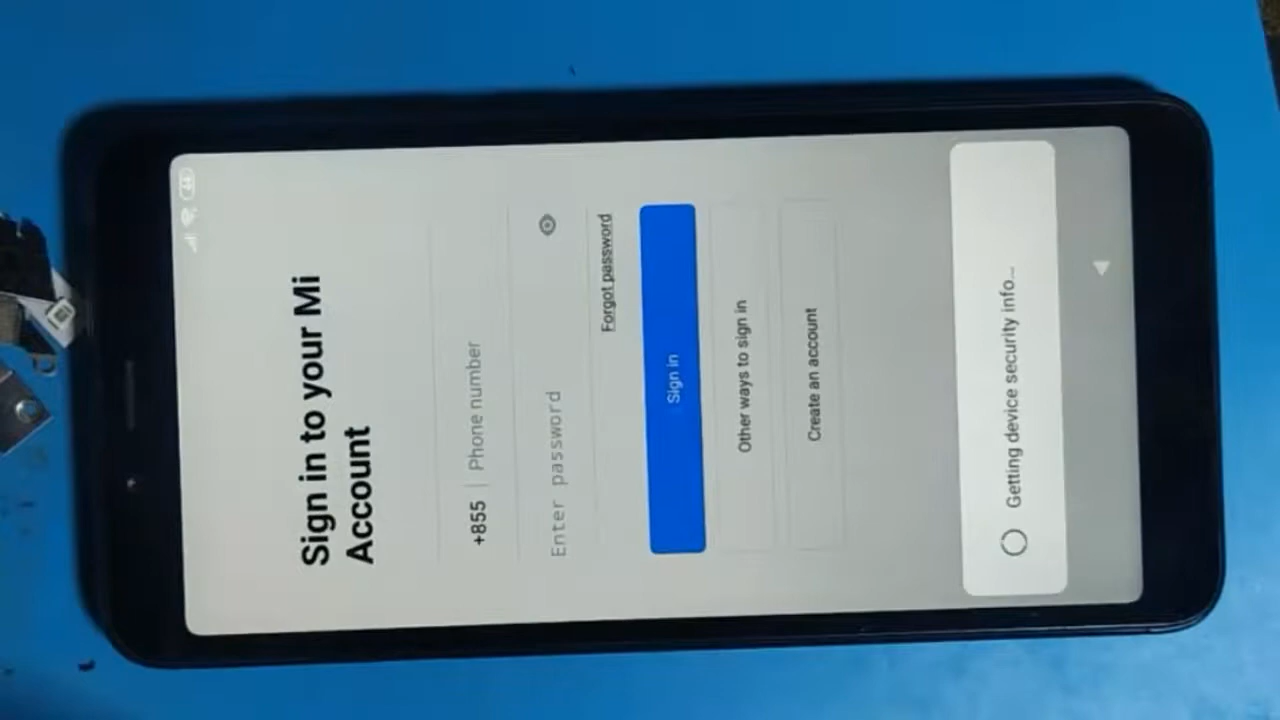 Sign in to your Mi
Account
+855 | Phone number
Enter password
Forgot password
Sign in
Other ways to sign in
Create an account
Getting device security info...